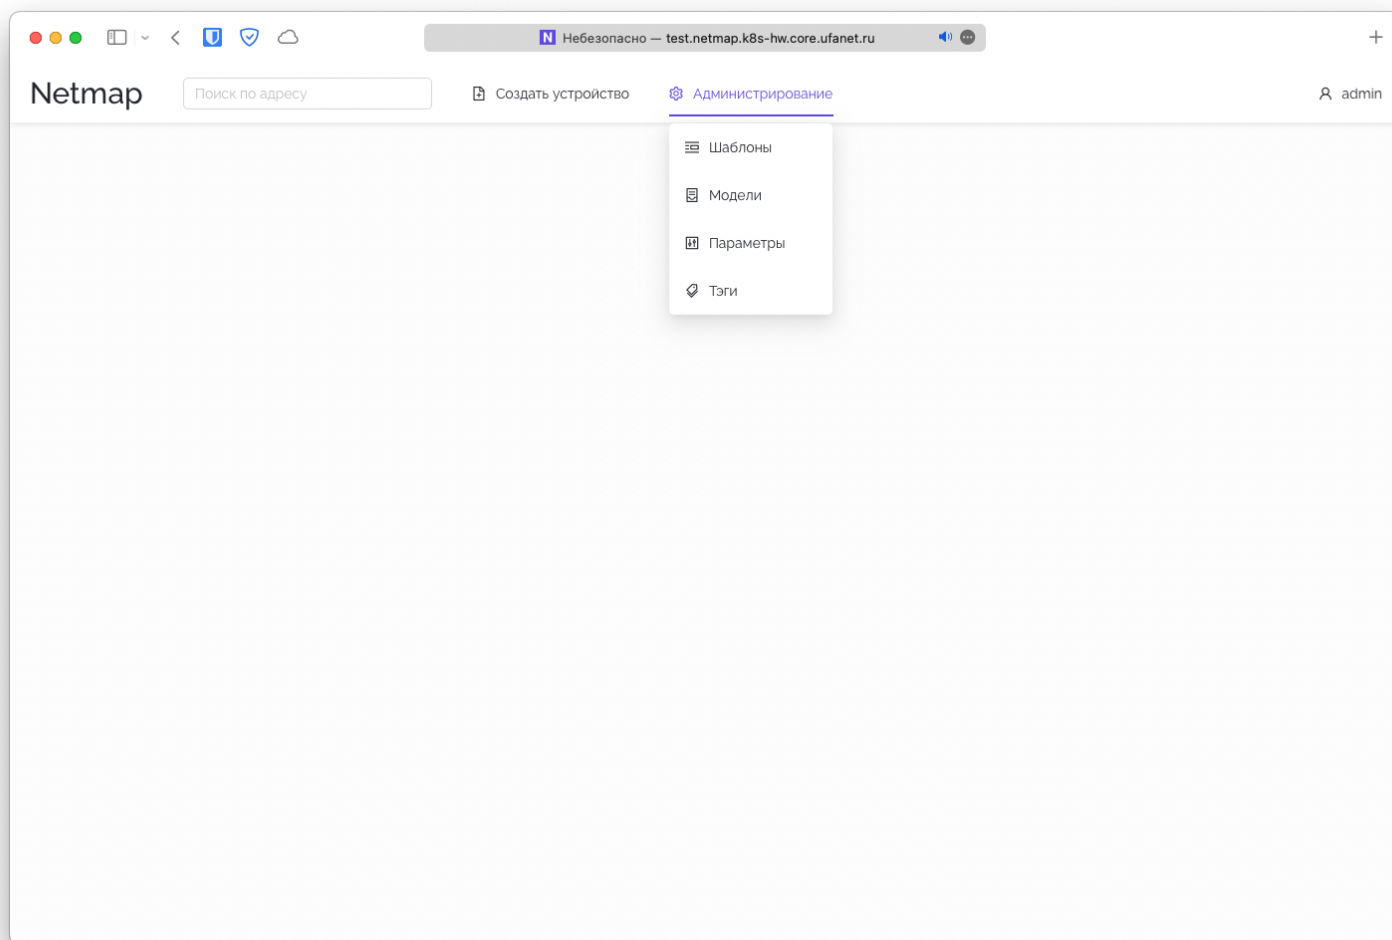 N Небезопасно — test.netmap.k8s-hw.core.ufanet.ru
Netmap Поиск по адресу Создать устройство Администрирование admin
Шаблоны
Модели
Параметры
Тэги